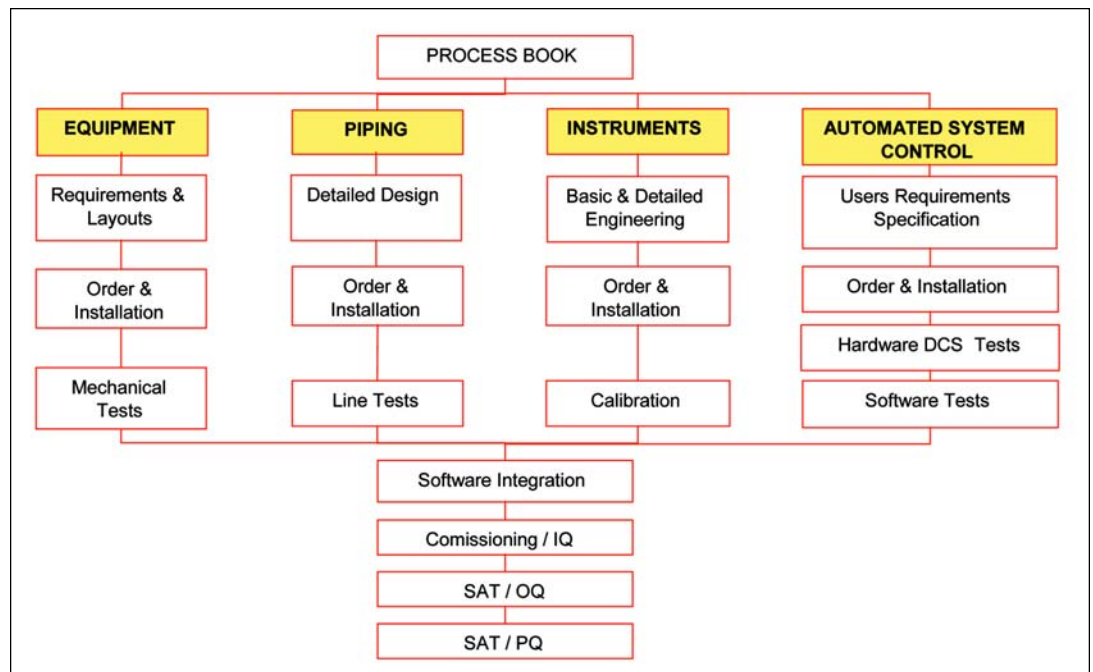 PROCESS BOOK
EQUIPMENT
PIPING
INSTRUMENTS
AUTOMATED SYSTEM
CONTROL
Requirements &
Layouts
Detailed Design
Basic & Detailed
Engineering
Users Requirements
Specification
Order &
Installation
Order &
Installation
Order &
Installation
Order & Installation
Hardware DCS Tests
Mechanical
Tests
Line Tests
Calibration
Software Tests
Software Integration
Comissioning / IQ
SAT / OQ
SAT / PQ